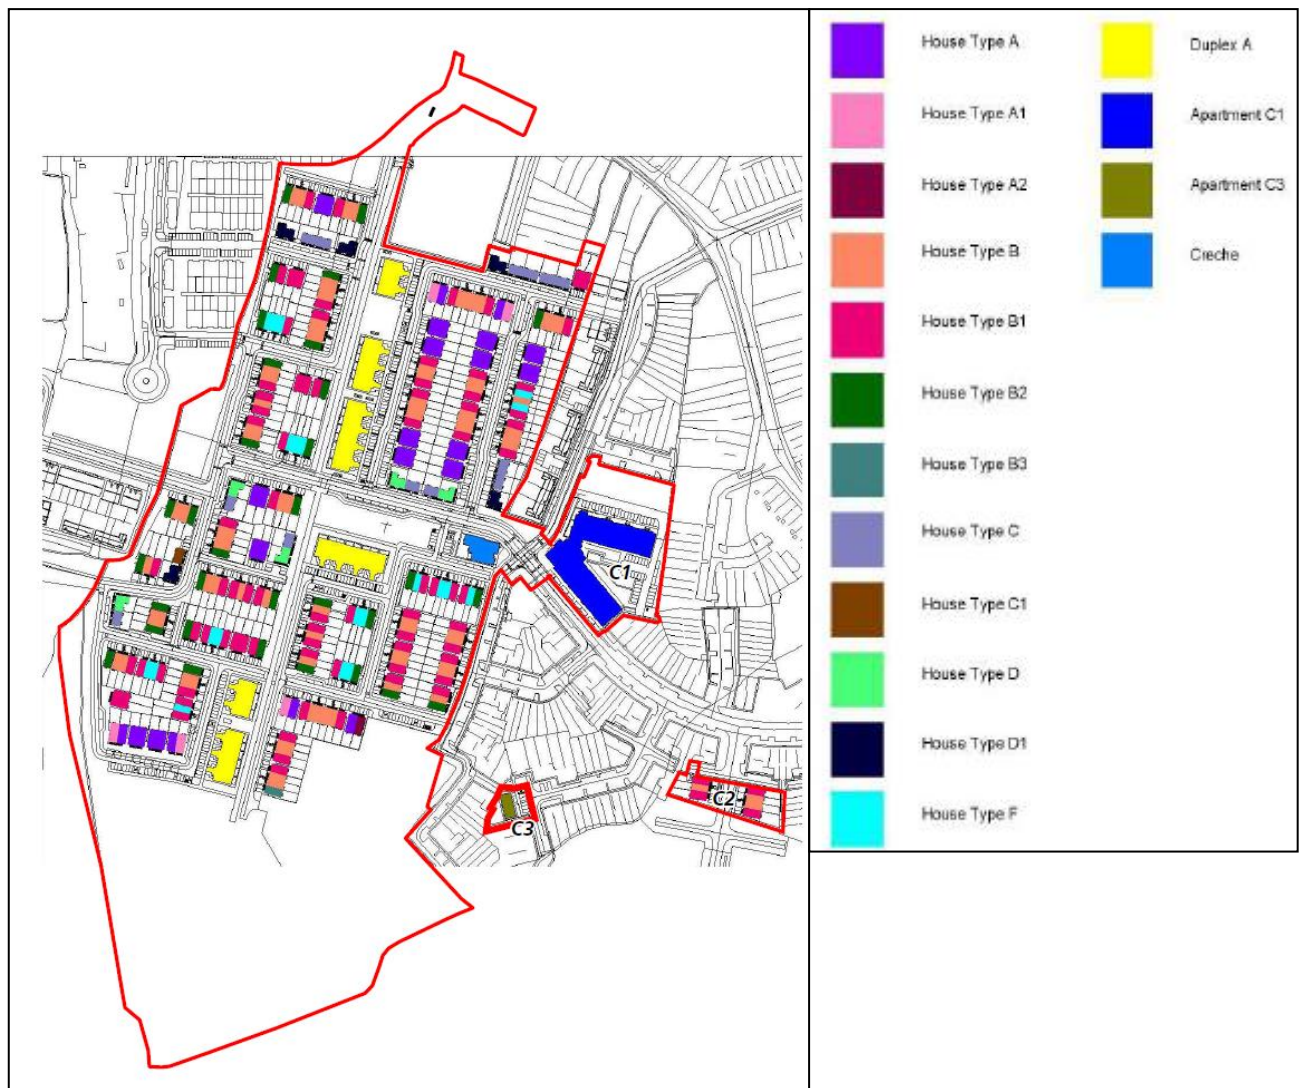 House Type A
House Type A1
House Type A2
House Type B
House Type B1
House Type B2
House Type B3
House Type C
House Type C1
House Type D
House Type D1
House Type F
Duplex A
Apartment C1
Apartment C3
Creche
C1
C2
C3